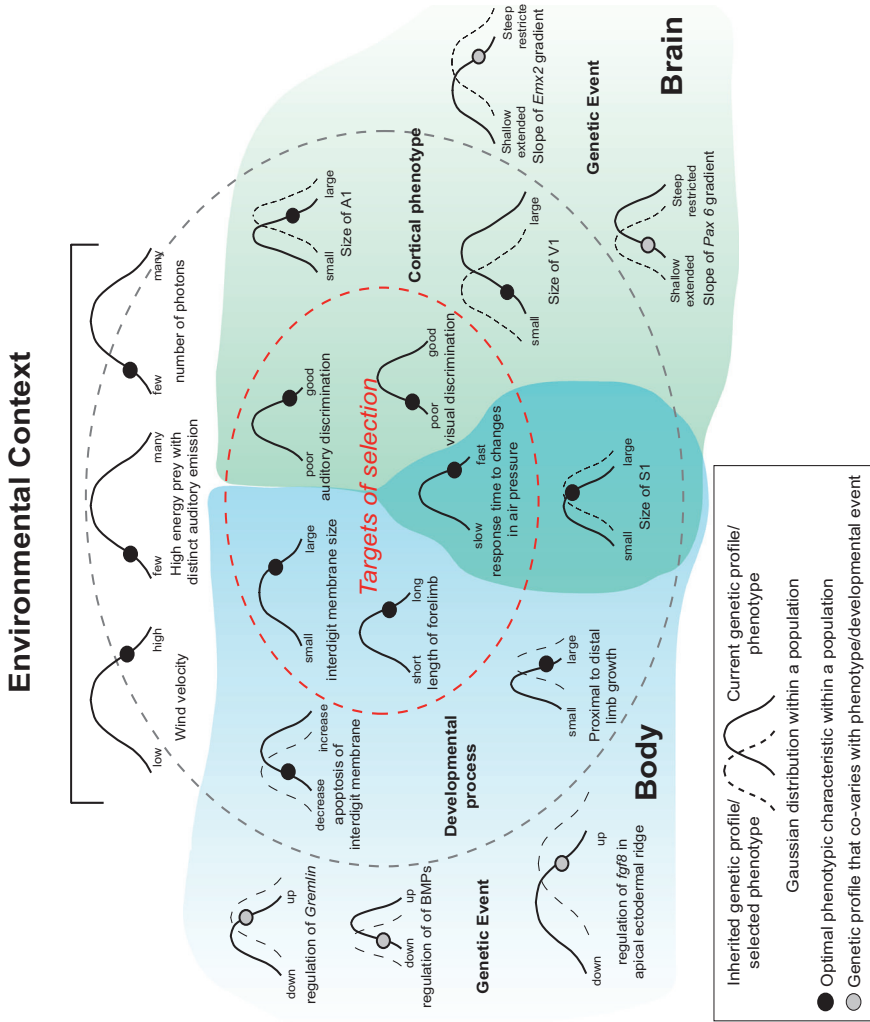 Environmental Context
low
high
Wind velocity
few
many
High energy prey with
distinct auditory emission
few
many
number of photons
down
up
regulation of Gremlin
down
up
regulation of of BMPs
Genetic Event
down
up
regulation of fgf8 in
apical ectodermal ridge
decrease
increase
apoptosis of
interdigit membrane
Developmental
process
small
large
Proximal to distal
limb growth
Body
small
large
interdigit membrane size
short
long
length of forelimb
Targets of selection
poor
good
auditory discrimination
poor
good
visual discrimination
slow
fast
response time to changes
in air pressure
small
large
Size of S1
small
large
Size of A1
Cortical phenotype
small
large
Size of V1
Shallow
extended
Steep
restricte
Slope of Emx2 gradient
Genetic Event
Shallow
extended
Steep
restricted
Slope of Pax 6 gradient
Brain
Inherited genetic profile/
selected phenotype
Current genetic profile/
phenotype
Gaussian distribution within a population
Optimal phenotypic characteristic within a population
Genetic profile that co-varies with phenotype/developmental event